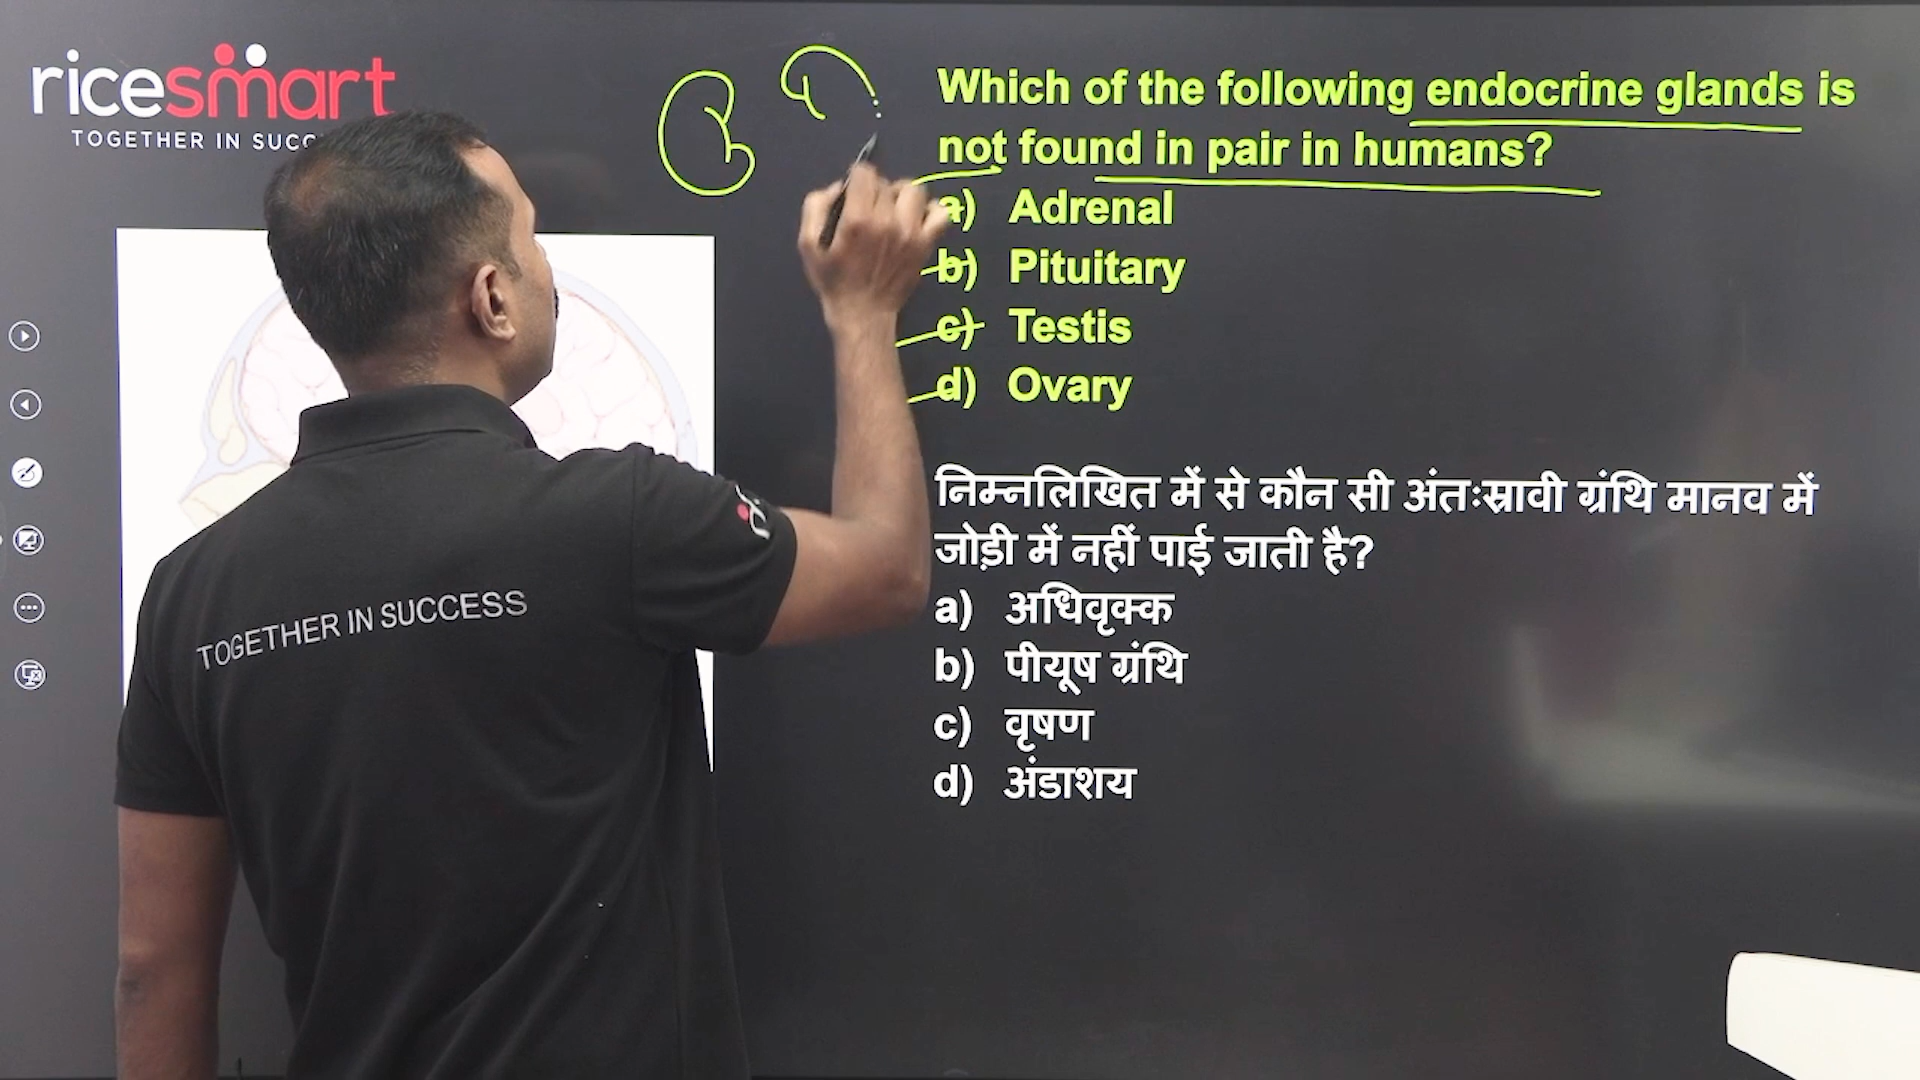 ricesmart
TOGETHER IN SUCC
Which of the following endocrine glands is
not found in pair in humans?
a) Adrenal
b) Pituitary
c) Testis
d) Ovary
निम्नलिखित में से कौन सी अंतःस्रावी ग्रंथि मानव में
जोड़ी में नहीं पाई जाती है?
a) अधिवृक्क
b) पीयूष ग्रंथि
c) वृषण
d) अंडाशय
TOGETHER IN SUCCESS